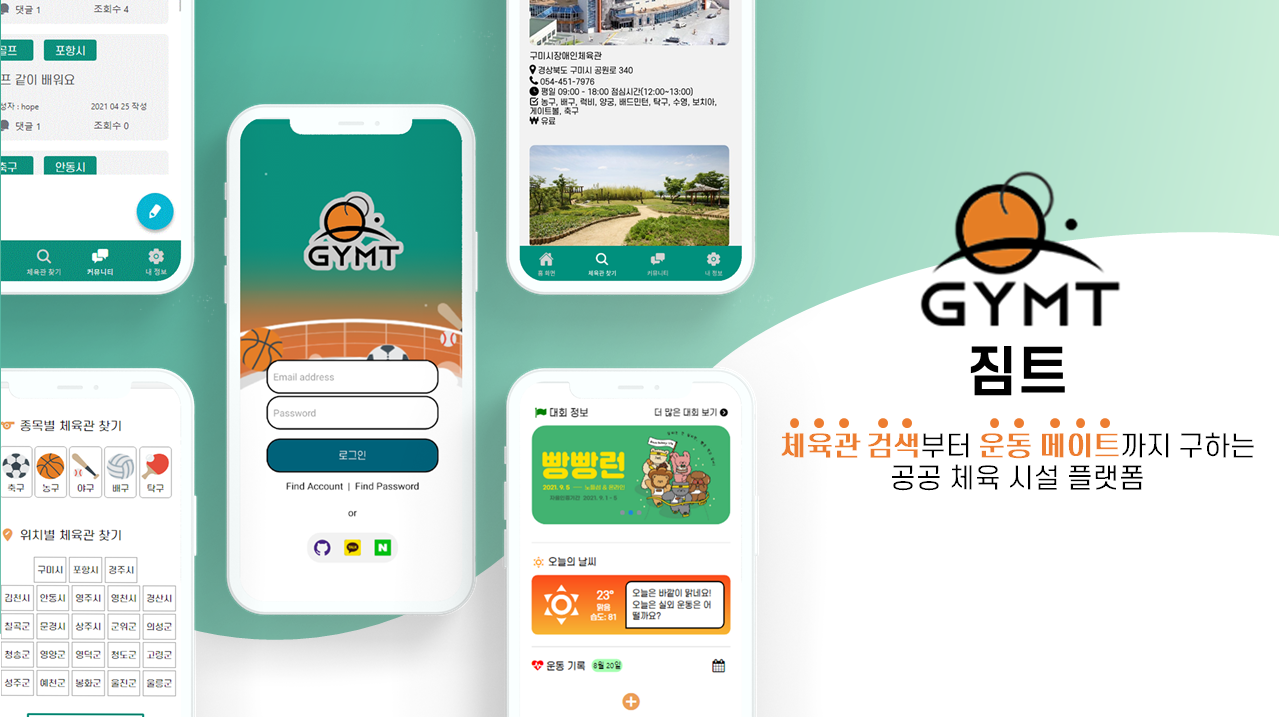 댓글 1 조회수 4
골프 포항시
프 같이 배워요
성자 : hope 2021 04 25 작성
댓글 1 조회수 0
축구 안동시
체육관 찾기 커뮤니티 내 정보
종목별 체육관 찾기
축구 농구 야구 배구 탁구
위치별 체육관 찾기
구미시 포항시 경주시
김천시 안동시 영주시 영천시 경산시
칠곡군 문경시 상주시 군위군 의성군
청송군 영양군 영덕군 청도군 고령군
성주군 예천군 봉화군 울진군 울릉군
GYMT
Email address
Password
로그인
Find Account | Find Password
or
TALK
N
구미시장애인체육관
경상북도 구미시 공원로 340
054-451-7976
평일 09:00 - 18:00 점심시간(12:00~13:00)
농구, 배구, 럭비, 양궁, 배드민턴, 탁구, 수영, 보치아,
게이트볼, 축구
유료
홈 화면 체육관 찾기 커뮤니티 내 정보
대회 정보 더 많은 대회 보기
빵빵런
2021. 9. 5
2021. 9. 1 - 5
오늘의 날씨
23°
맑음
습도: 81
오늘은 바깥이 맑네요!
오늘은 실외 운동은 어
떨까요?
운동 기록 8월 20일
GYMT
짐트
체육관 검색부터 운동 메이트까지 구하는
공공 체육 시설 플랫폼